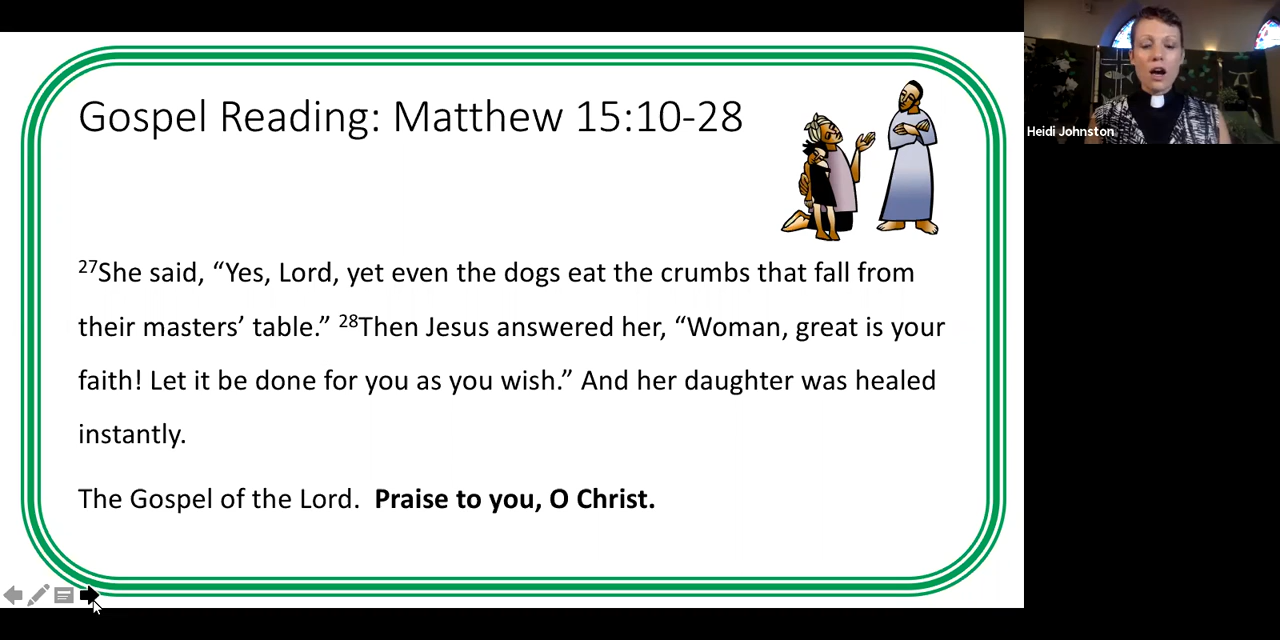 Gospel Reading: Matthew 15:10-28
27She said, “Yes, Lord, yet even the dogs eat the crumbs that fall from
their masters’ table.” 28Then Jesus answered her, “Woman, great is your
faith! Let it be done for you as you wish.” And her daughter was healed
instantly.
The Gospel of the Lord.  Praise to you, O Christ.
Heidi Johnston